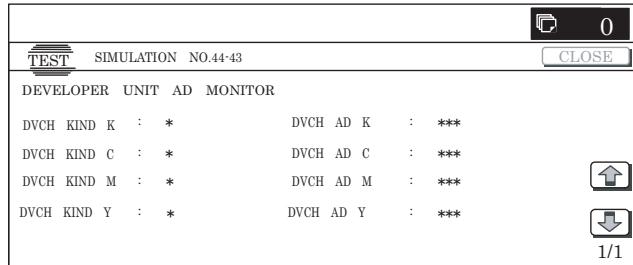 0
TEST SIMULATION NO.44-43 CLOSE
DEVELOPER UNIT AD MONITOR
DVCH KIND K : * DVCH AD K : ***
DVCH KIND C : * DVCH AD C : ***
DVCH KIND M : * DVCH AD M : ***
DVCH KIND Y : * DVCH AD Y : ***
1/1